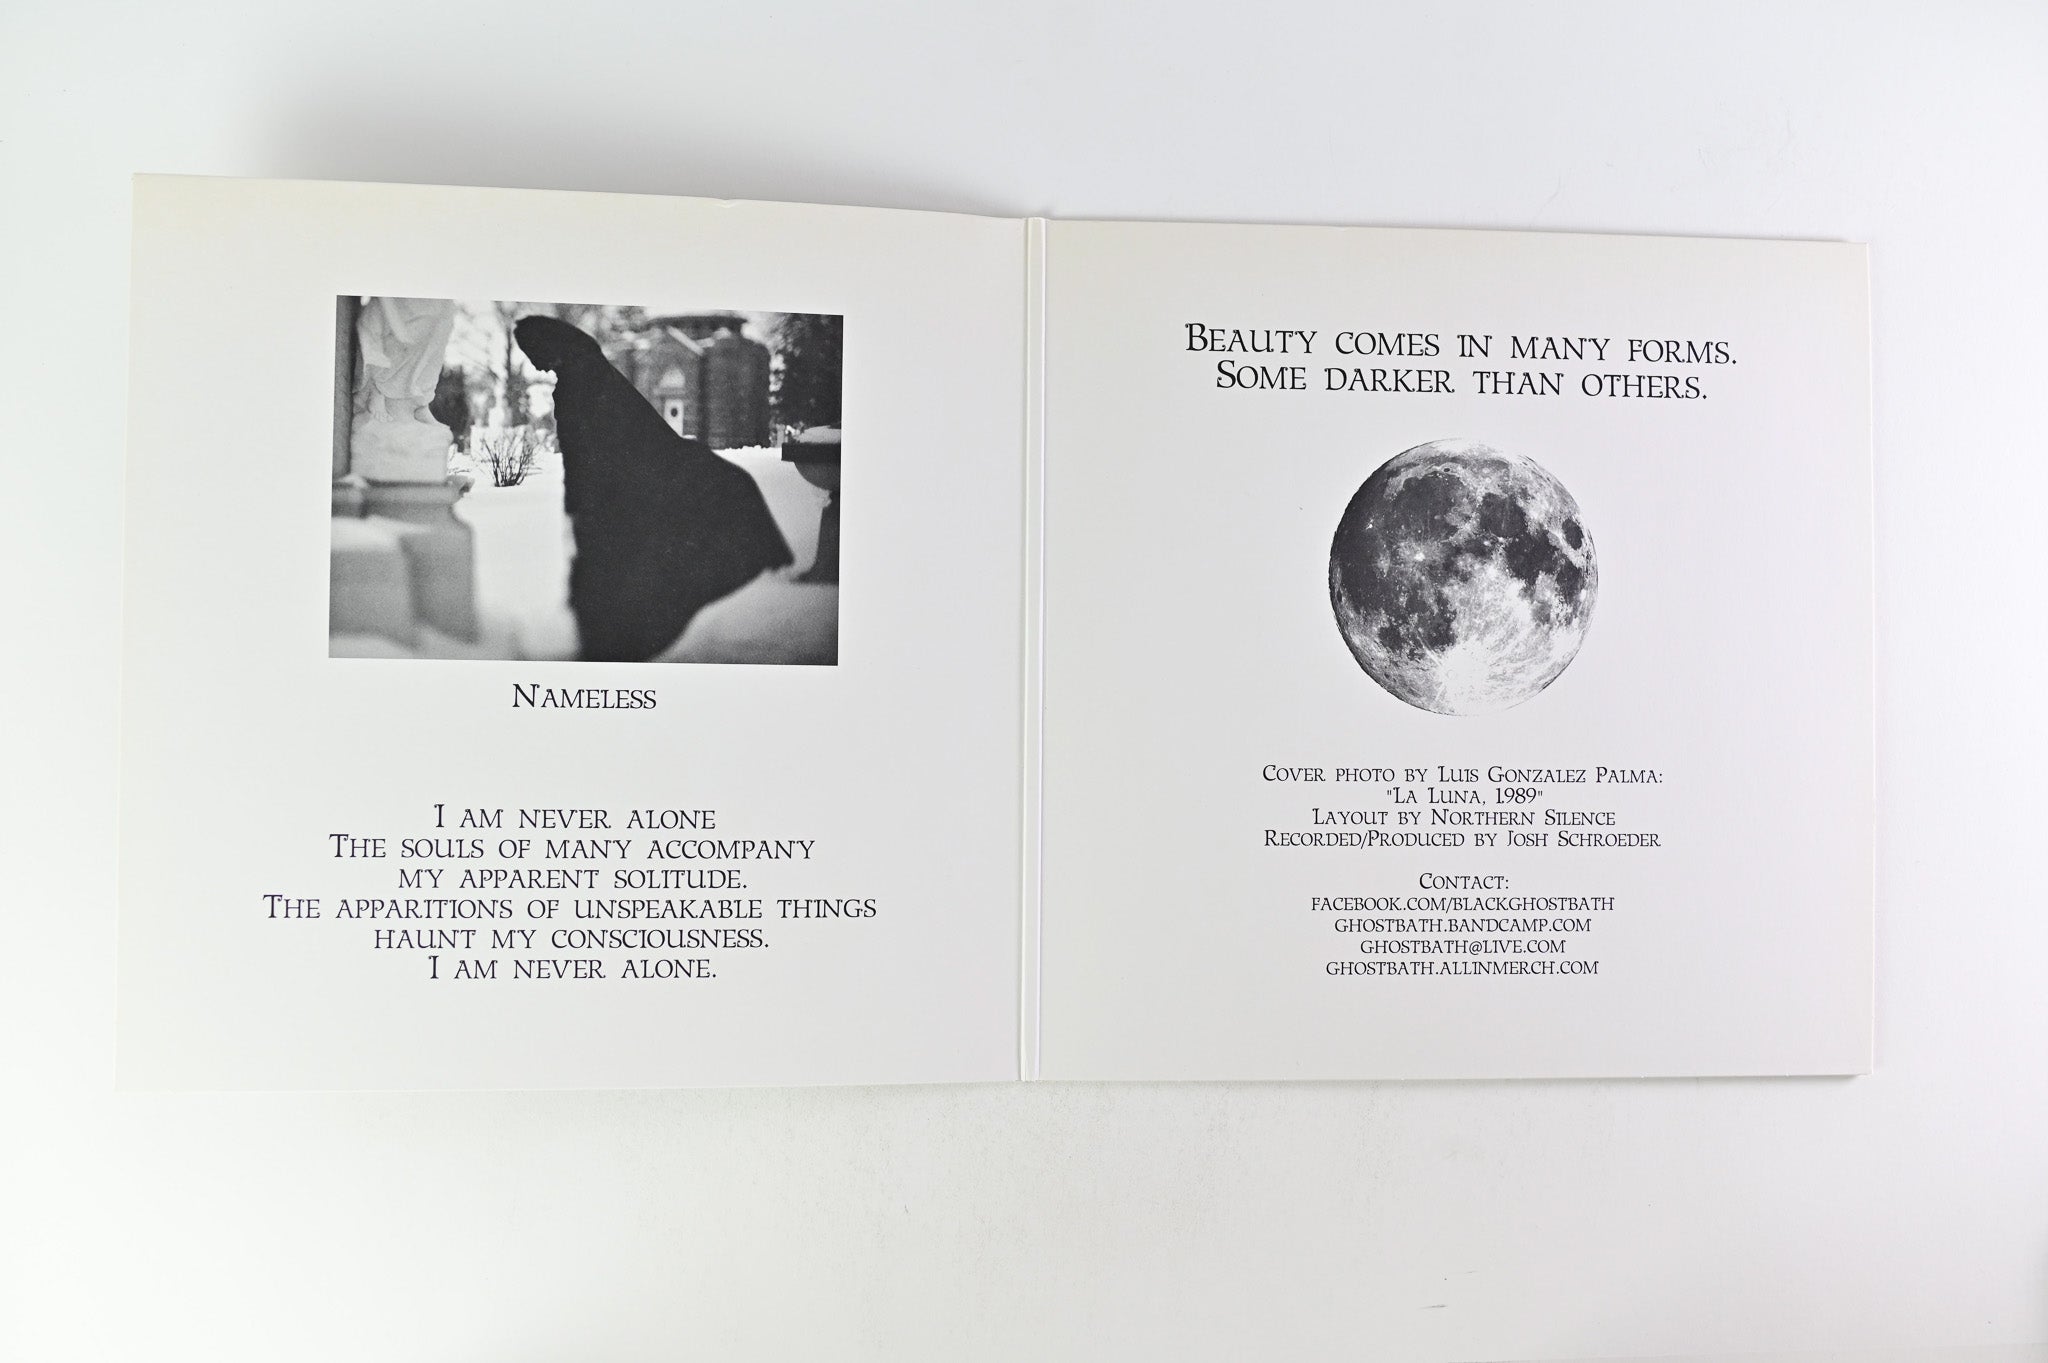 Nameless
I am never alone
The souls of many accompany
my apparent solitude.
The apparitions of unspeakable things
haunt my consciousness.
I am never alone.
Beauty comes in many forms.
Some darker than others.
Cover photo by Luis Gonzalez Palma:
"La Luna, 1989"
Layout by Northern Silence
Recorded/Produced by Josh Schroeder
Contact:
facebook.com/blackghostbath
ghostbath.bandcamp.com
ghostbath@live.com
ghostbath.allinmerch.com